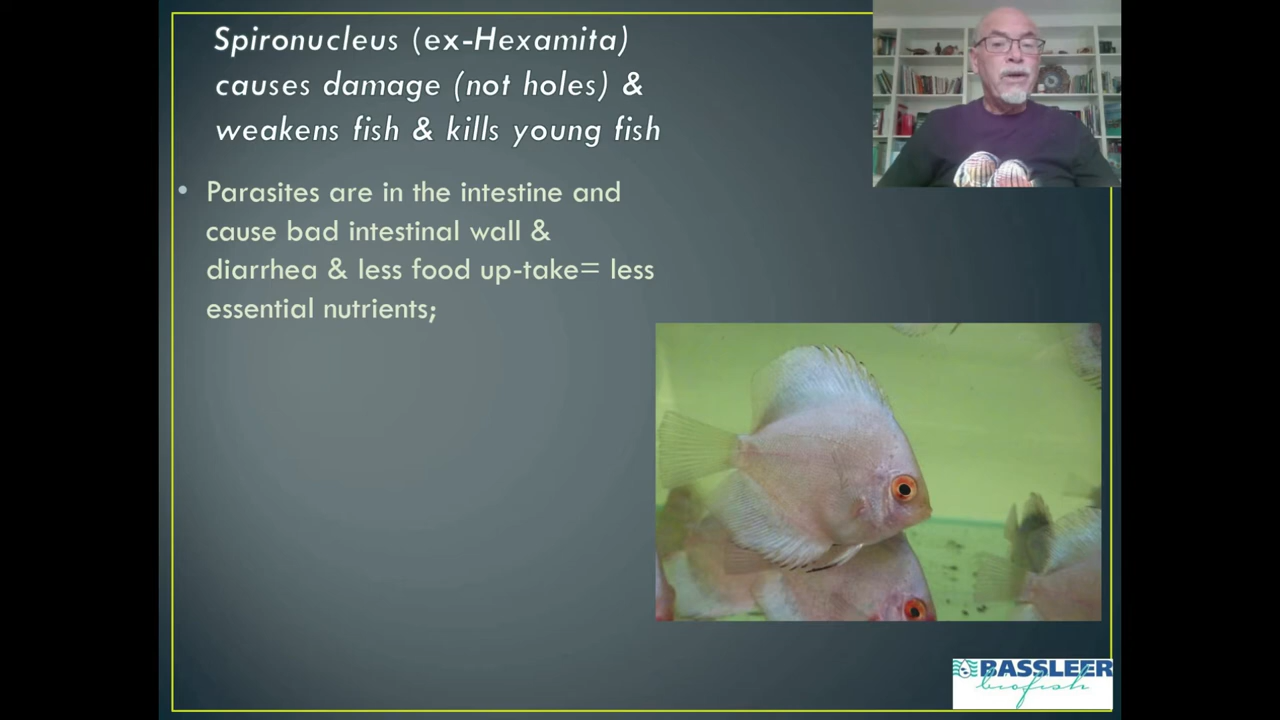 Spironucleus (ex-Hexamita)
causes damage (not holes) &
weakens fish & kills young fish
• Parasites are in the intestine and
cause bad intestinal wall &
diarrhea & less food up-take= less
essential nutrients;
BASSLEER
biofish